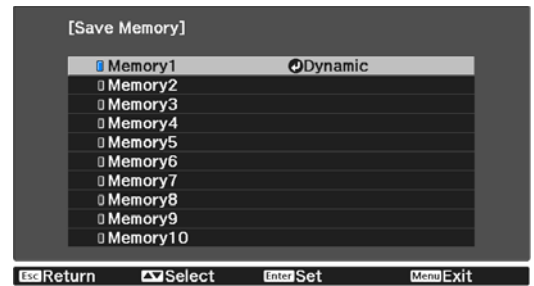 [Save Memory]
Memory1 Dynamic
Memory2
Memory3
Memory4
Memory5
Memory6
Memory7
Memory8
Memory9
Memory10
Esc Return Select Enter Set Menu Exit